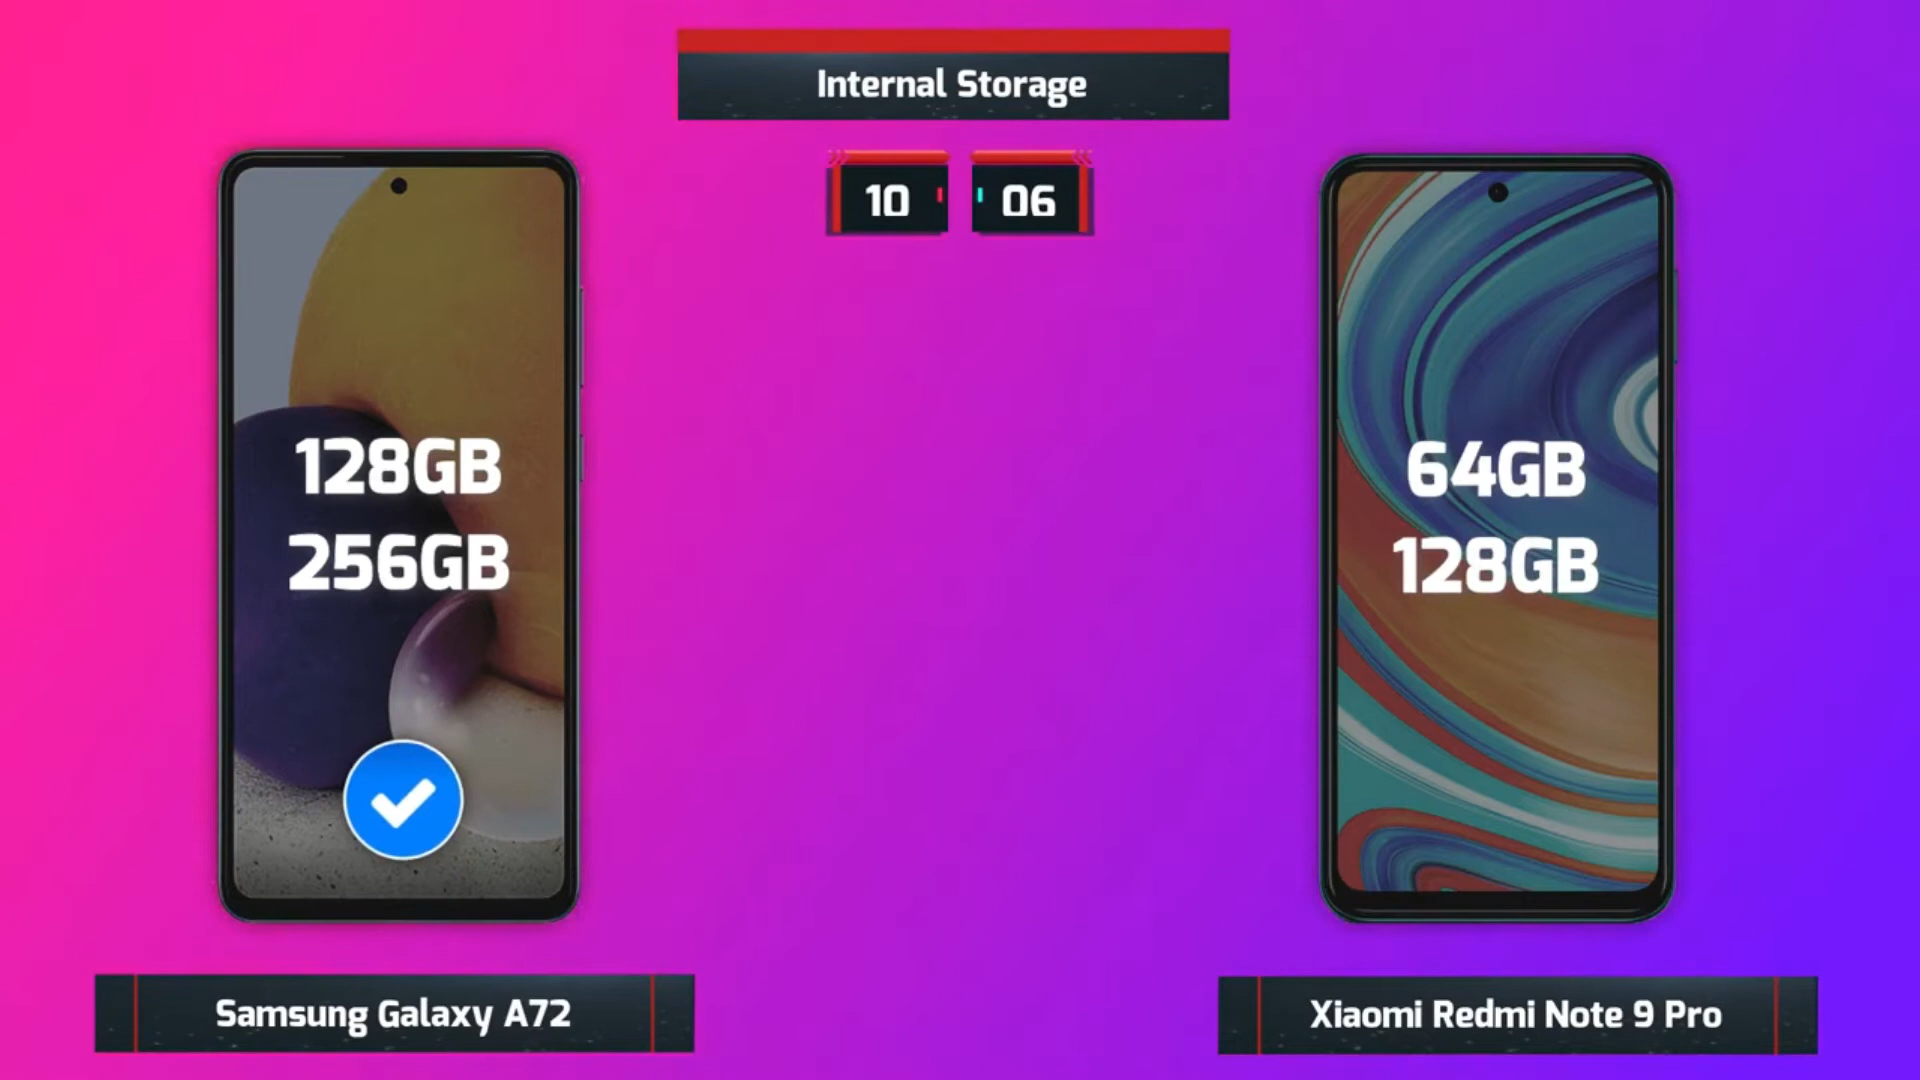 Internal Storage
10 06
128GB
256GB
64GB
128GB
Samsung Galaxy A72
Xiaomi Redmi Note 9 Pro